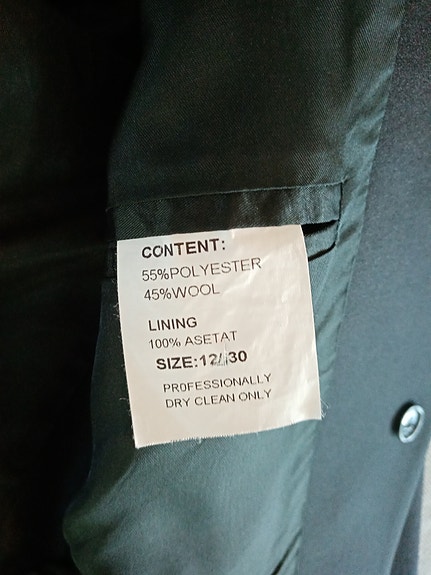 CONTENT:
55%POLYESTER
45%WOOL
LINING
100% ASETAT
SIZE:
PROFESSIONALLY
DRY CLEAN ONLY